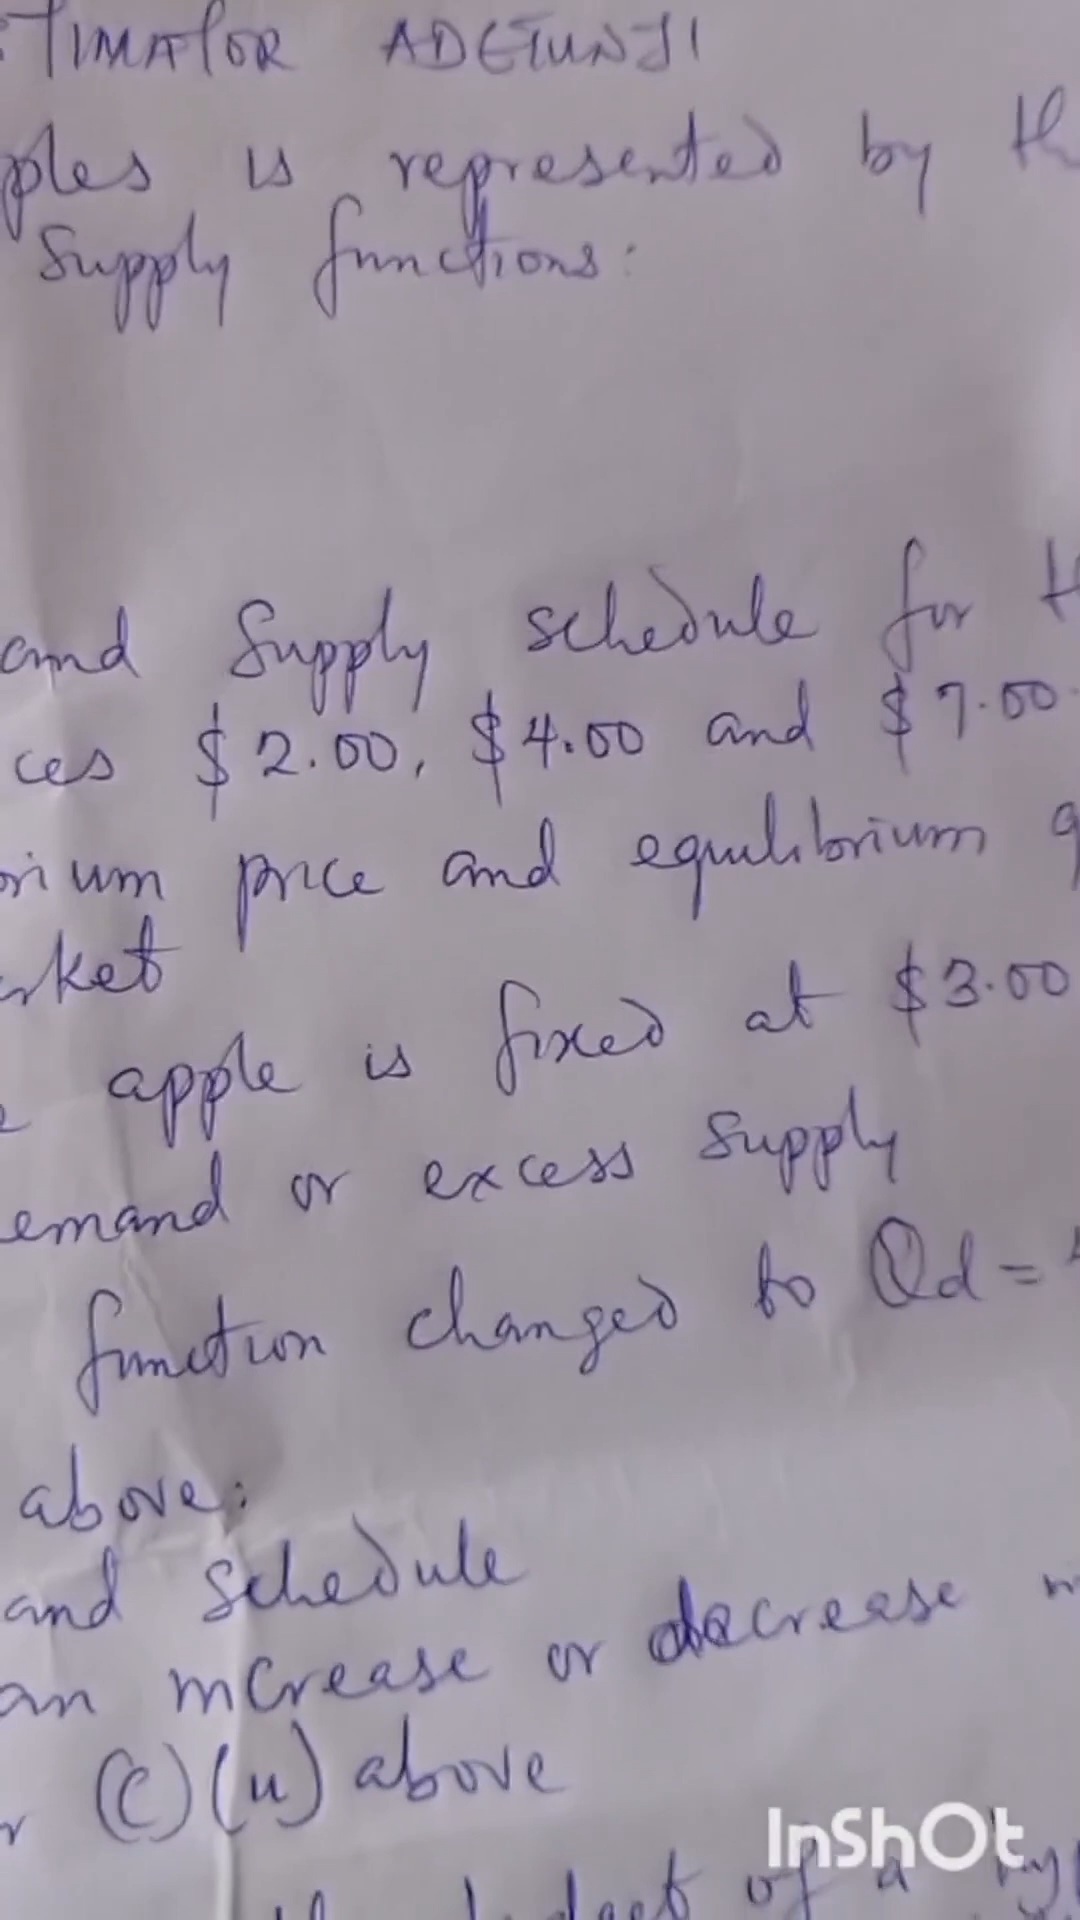 TIMATOR ADETUNJI
ples is represented by th
Supply functions:
and Supply schedule for th
ces $2.00, $4.00 and $7.00
rium price and equilibrium q
rket
apple is fixed at $3.00
emand or excess supply
function changed to Qd =
above:
and schedule
an increase or decrease
(c)(ii) above
of a
InShOt